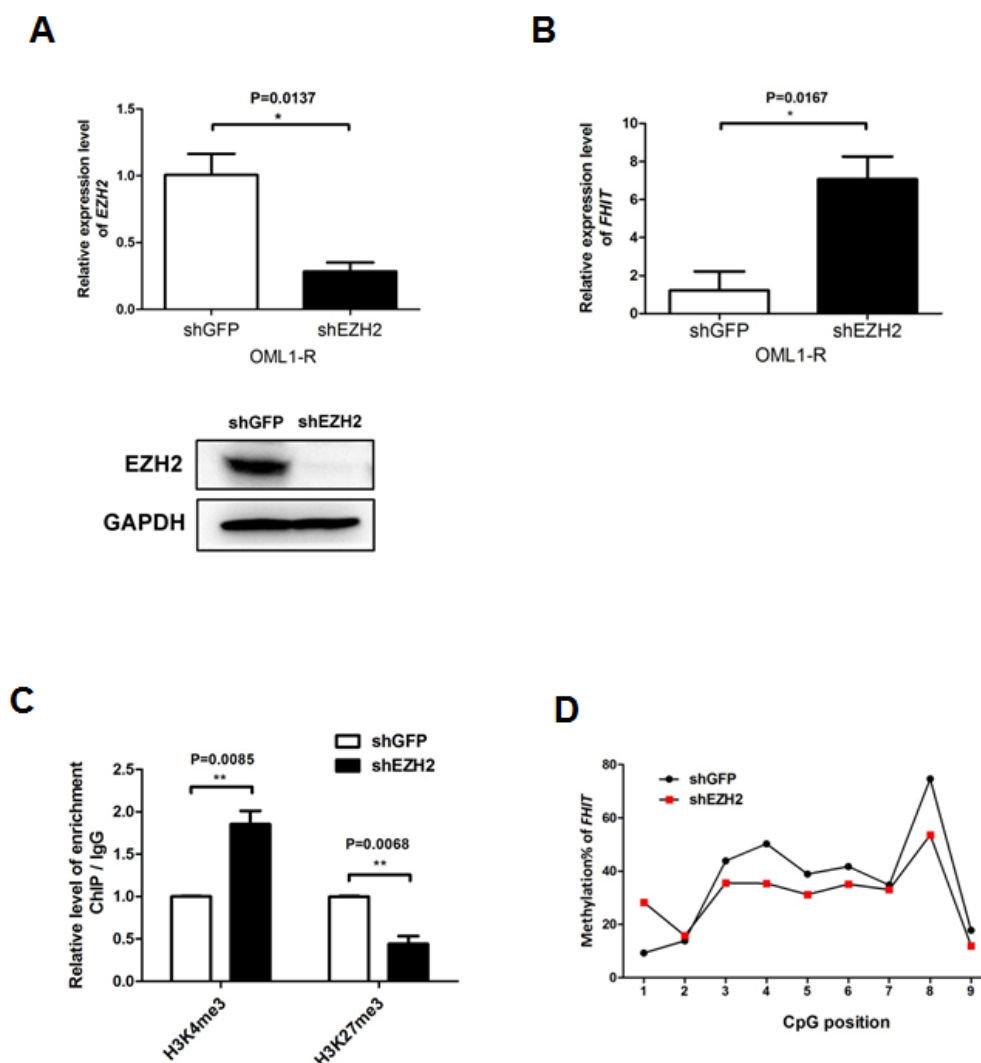 A
P=0.0137
*
Relative expression level
of EZH2
1.5
1.0
0.5
0.0
shGFP
shEZH2
OML1-R
shGFP shEZH2
EZH2
GAPDH
B
P=0.0167
*
Relative expression level
of FHIT
10
8
6
4
2
0
shGFP
shEZH2
OML1-R
C
shGFP
shEZH2
P=0.0085
**
P=0.0068
**
Relative level of enrichment
ChIP / IgG
2.5
2.0
1.5
1.0
0.5
0.0
H3K4me3
H3K27me3
D
shGFP
shEZH2
Methylation% of FHIT
80
60
40
20
0
1 2 3 4 5 6 7 8 9
CpG position